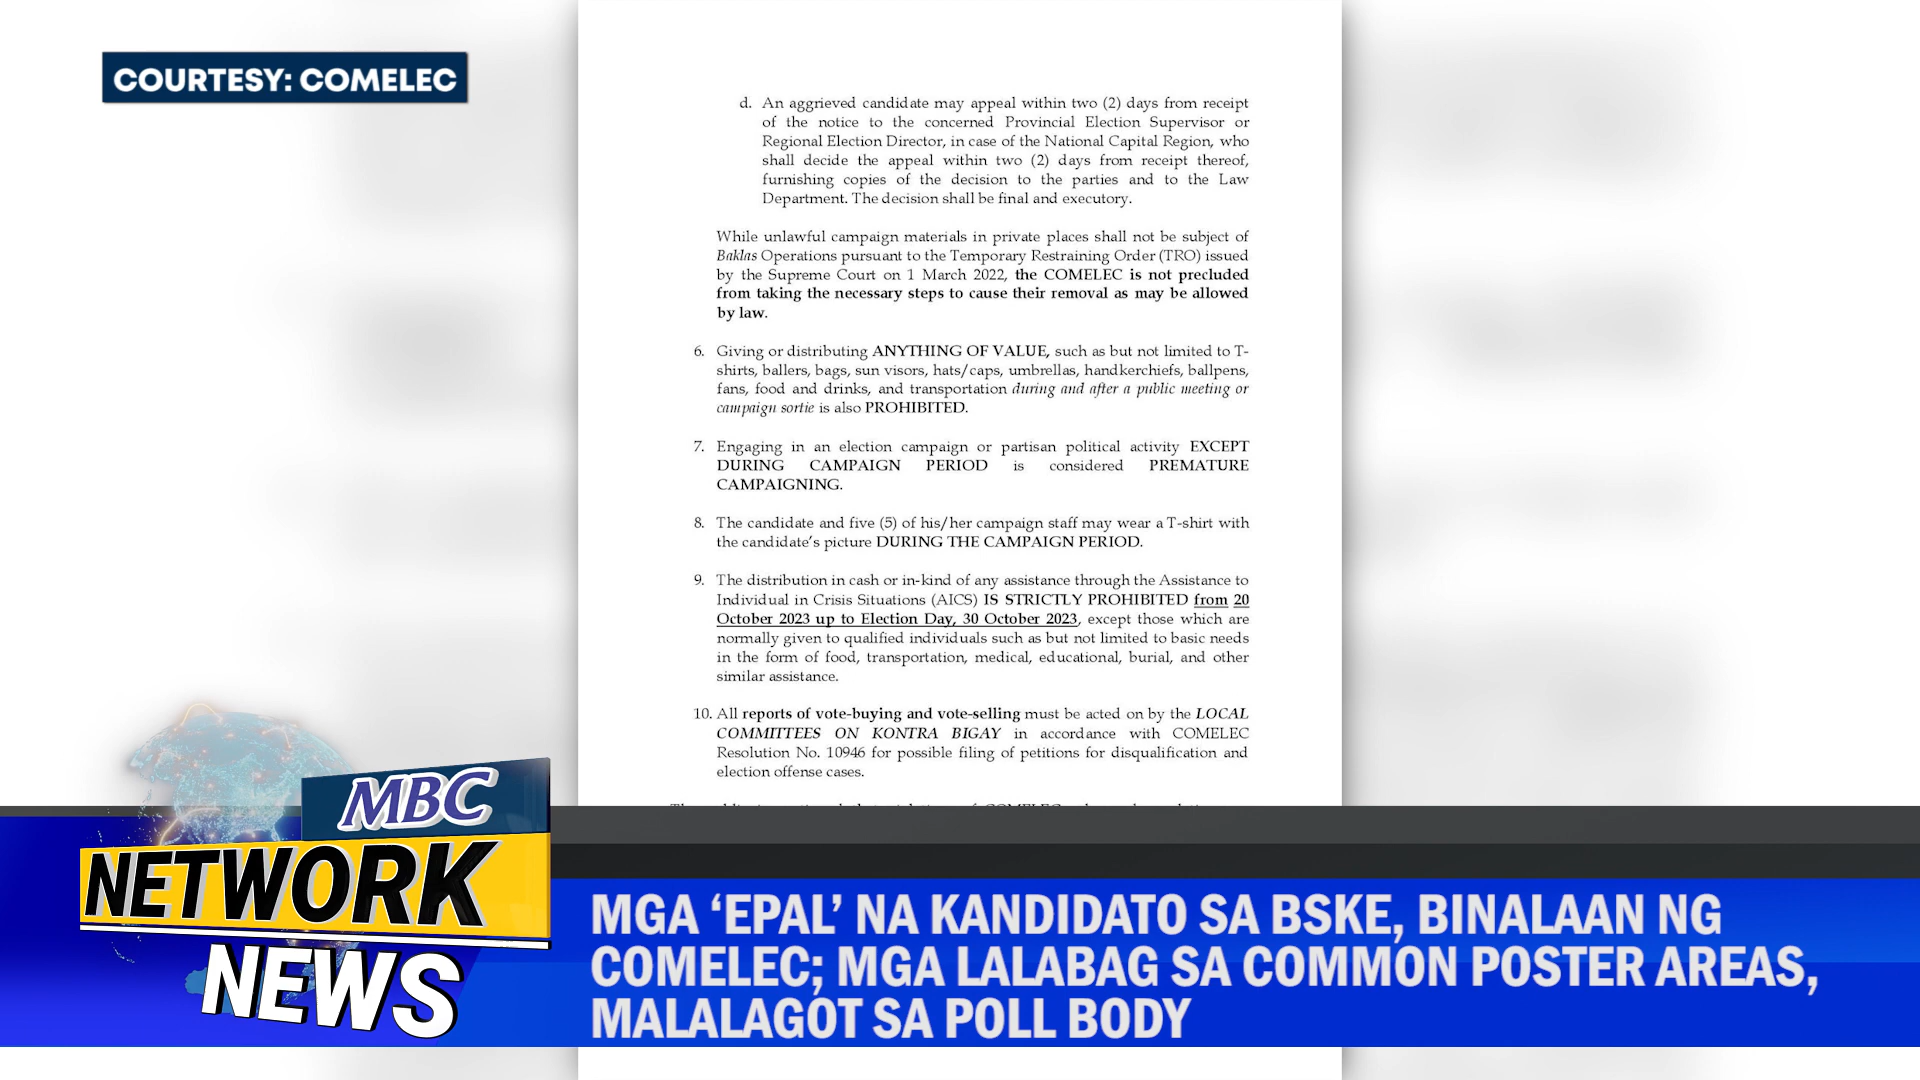 COURTESY: COMELEC
d. An aggrieved candidate may appeal within two (2) days from receipt
of the notice to the concerned Provincial Election Supervisor or
Regional Election Director, in case of the National Capital Region, who
shall decide the appeal within two (2) days from receipt thereof,
furnishing copies of the decision to the parties and to the Law
Department. The decision shall be final and executory.
While unlawful campaign materials in private places shall not be subject of
Baklas Operations pursuant to the Temporary Restraining Order (TRO) issued
by the Supreme Court on 1 March 2022, the COMELEC is not precluded
from taking the necessary steps to cause their removal as may be allowed
by law.
6. Giving or distributing ANYTHING OF VALUE, such as but not limited to T-
shirts, ballers, bags, sun visors, hats/caps, umbrellas, handkerchiefs, ballpens,
fans, food and drinks, and transportation during and after a public meeting or
campaign sortie is also PROHIBITED.
7. Engaging in an election campaign or partisan political activity EXCEPT
DURING CAMPAIGN PERIOD is considered PREMATURE
CAMPAIGNING.
8. The candidate and five (5) of his/her campaign staff may wear a T-shirt with
the candidate's picture DURING THE CAMPAIGN PERIOD.
9. The distribution in cash or in-kind of any assistance through the Assistance to
Individual in Crisis Situations (AICS) IS STRICTLY PROHIBITED from 20
October 2023 up to Election Day, 30 October 2023, except those which are
normally given to qualified individuals such as but not limited to basic needs
in the form of food, transportation, medical, educational, burial, and other
similar assistance.
10. All reports of vote-buying and vote-selling must be acted on by the LOCAL
COMMITTEES ON KONTRA BIGAY in accordance with COMELEC
Resolution No. 10946 for possible filing of petitions for disqualification and
election offense cases.
MBC
NETWORK
NEWS
MGA ‘EPAL’ NA KANDIDATO SA BSKE, BINALAAN NG
COMELEC; MGA LALABAG SA COMMON POSTER AREAS,
MALALAGOT SA POLL BODY